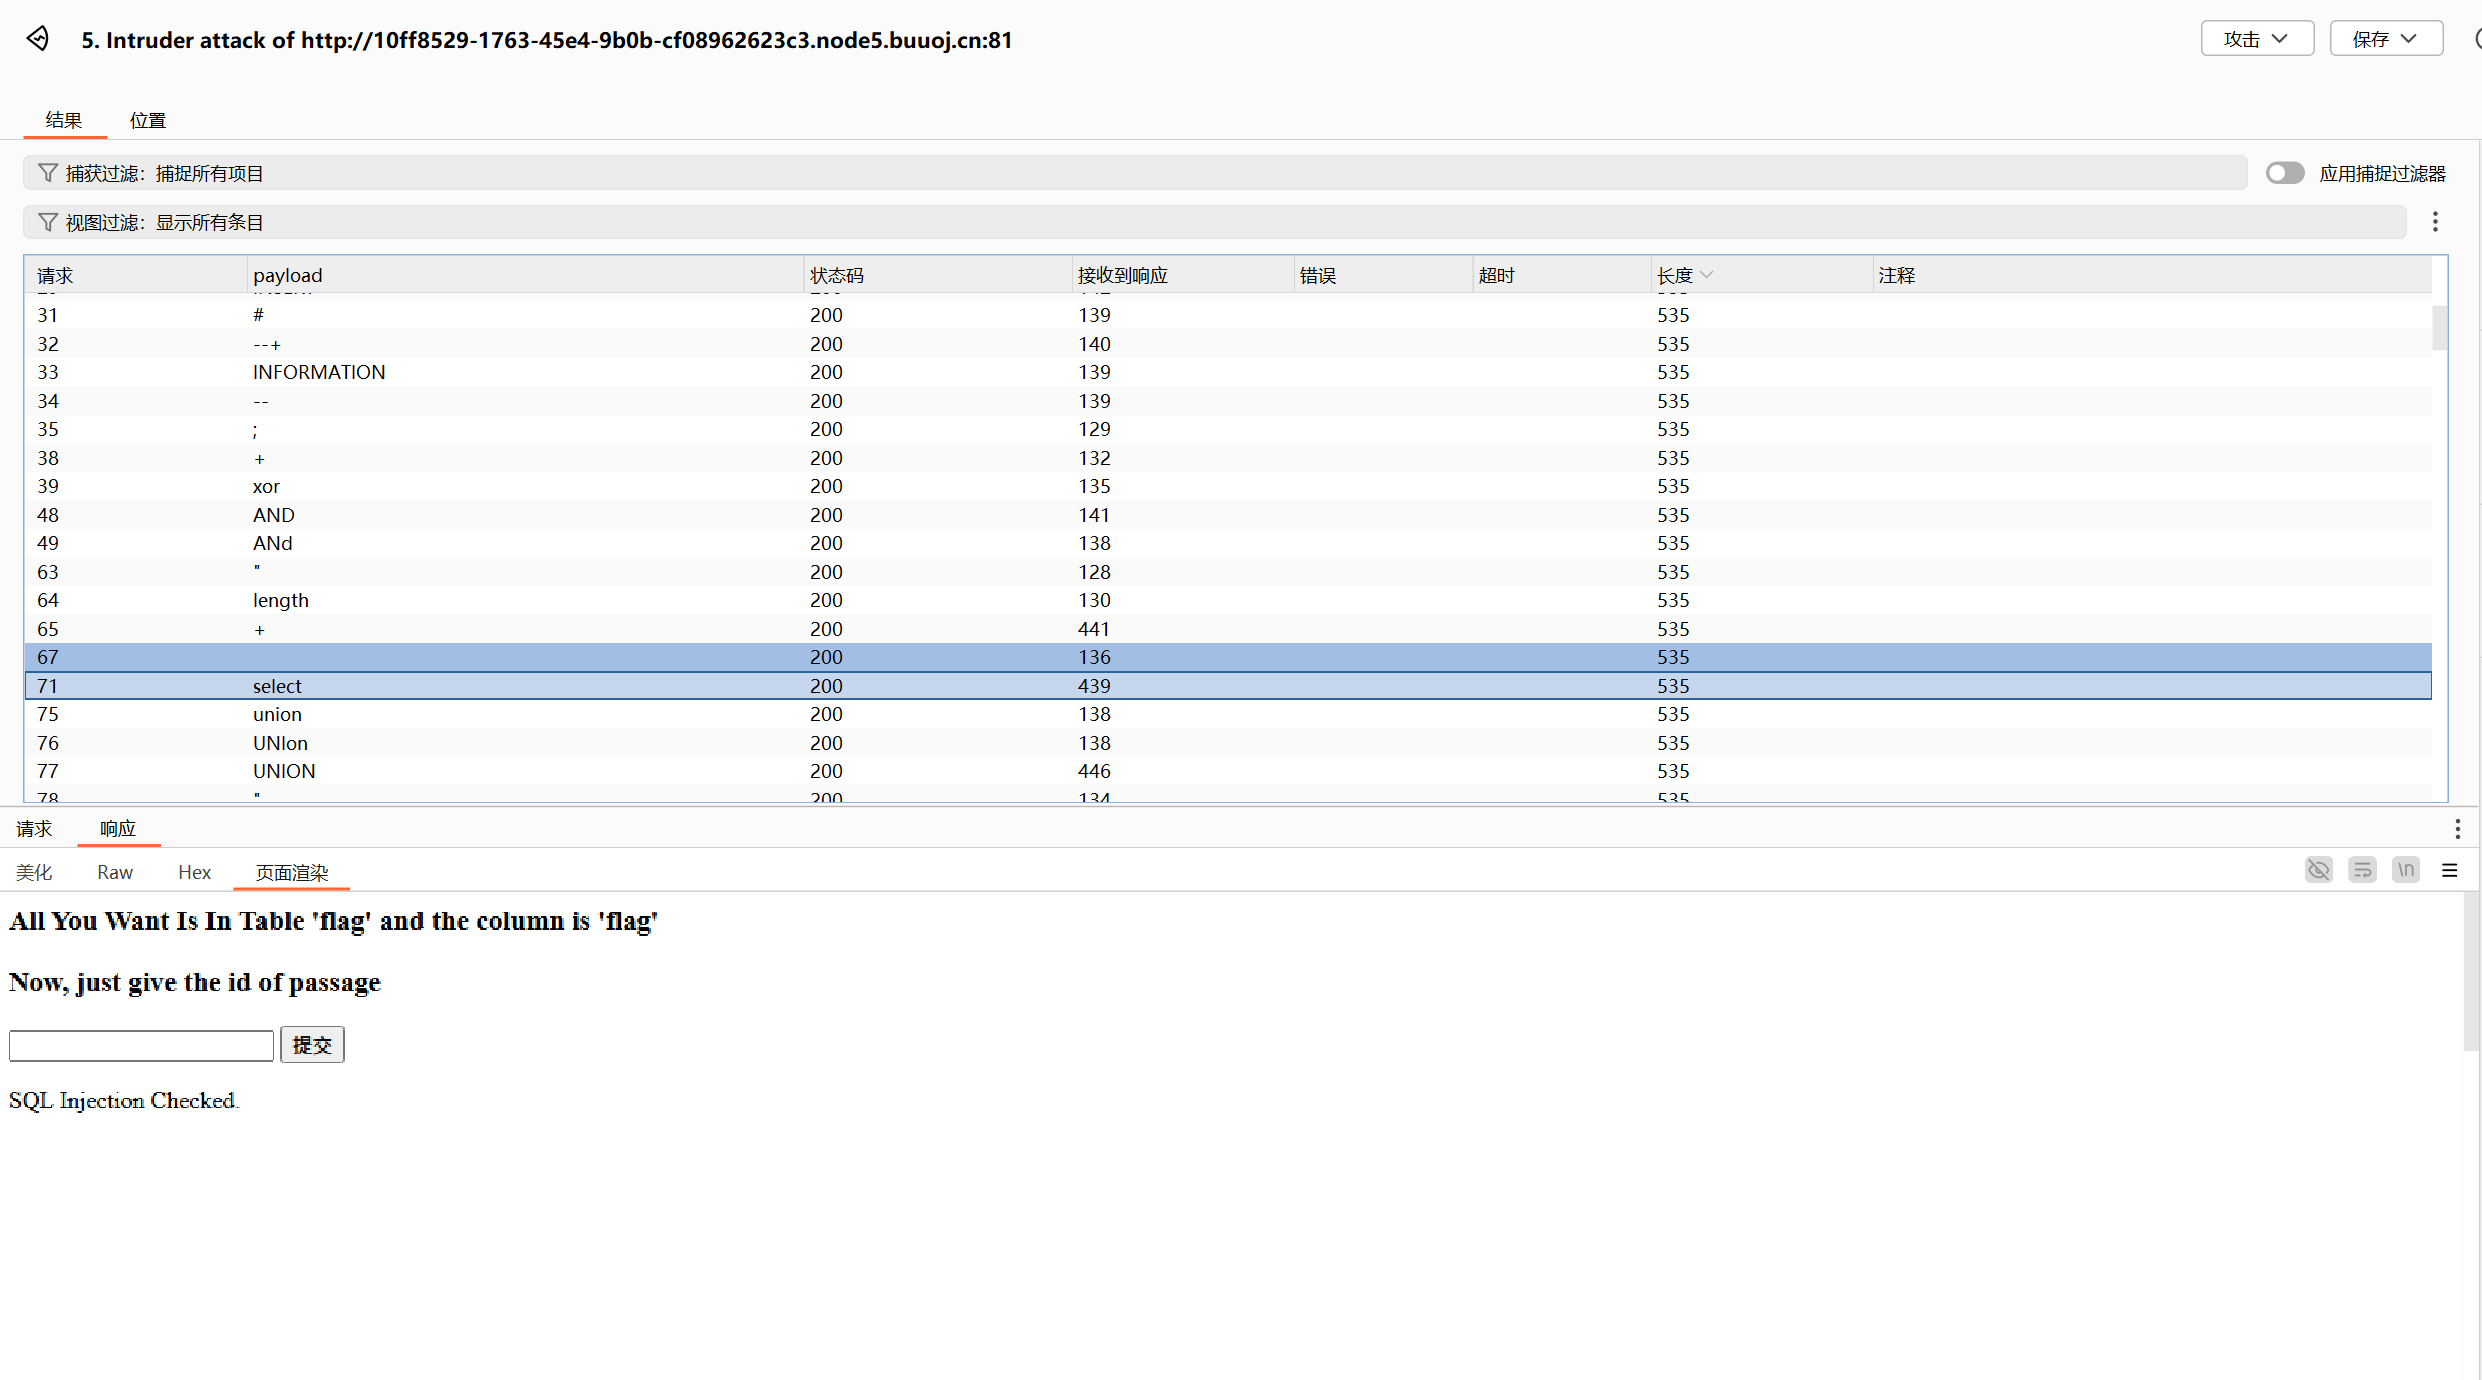 5. Intruder attack of http://10ff8529-1763-45e4-9b0b-cf08962623c3.node5.buuoj.cn:81
攻击
保存
结果 位置
捕获过滤：捕捉所有项目
应用捕捉过滤器
视图过滤：显示所有条目
请求 payload 状态码 接收到响应 错误 超时 长度 注释
31 # 200 139 535
32 --+ 200 140 535
33 INFORMATION 200 139 535
34 -- 200 139 535
35 ; 200 129 535
38 + 200 132 535
39 xor 200 135 535
48 AND 200 141 535
49 ANd 200 138 535
63 " 200 128 535
64 length 200 130 535
65 + 200 441 535
67 200 136 535
71 select 200 439 535
75 union 200 138 535
76 UNIon 200 138 535
77 UNION 200 446 535
78 " 200 134 535
请求 响应
美化 Raw Hex 页面渲染
\n
All You Want Is In Table 'flag' and the column is 'flag'
Now, just give the id of passage
提交
SQL Injection Checked.